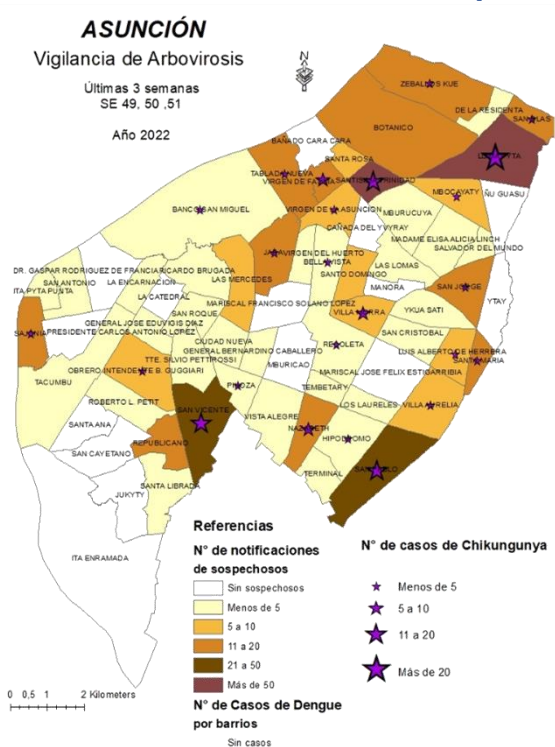 ASUNCIÓN
Vigilancia de Arbovirosis
Últimas 3 semanas
SE 49, 50 ,51
Año 2022
N
ZEBALLOS KUE
DE LA RESIDENTA
SAN BLAS
BOTANICO
BAÑADO CARA CARA
SANTA ROSA
TABLADA NUEVA
VIRGEN DE FATIMA
SANTISIMA TRINIDAD
LOMA PYTA
MBOCAYATY
ÑU GUASU
BANCO SAN MIGUEL
VIRGEN DE LA ASUNCION
MBURUCUYA
CAÑADA DEL YVYRAY
MADAME ELISA ALICIA LINCH
SALVADOR DEL MUNDO
JARA
VIRGEN DEL HUERTO
BELLA VISTA
SANTO DOMINGO
LAS LOMAS
DR. GASPAR RODRIGUEZ DE FRANCIA
RICARDO BRUGADA
SAN ANTONIO
LA ENCARNACION
LAS MERCEDES
MANORA
SAN JORGE
ITA PYTA PUNTA
LA CATEDRAL
MARISCAL FRANCISCO SOLANO LOPEZ
YTAY
SAN ROQUE
VILLA MORRA
YKUA SATI
SAJONIA
PRESIDENTE CARLOS ANTONIO LOPEZ
GENERAL JOSE EDUVIGIS DIAZ
SAN CRISTOBAL
CIUDAD NUEVA
GENERAL BERNARDINO CABALLERO
RECOLETA
LUIS ALBERTO DE HERRERA
TTE. SILVIO PETTIROSSI
SANTA MARIA
OBRERO INTENDENTE B. GUGGIARI
MBURICAO
MARISCAL JOSE FELIX ESTIGARRIBIA
TACUMBU
PINOZA
TEMBETARY
ROBERTO L. PETIT
LOS LAURELES
VILLA AURELIA
SAN VICENTE
VISTA ALEGRE
SANTA ANA
NAZARETH
REPUBLICANO
HIPODROMO
SAN CAYETANO
SAN PABLO
TERMINAL
SANTA LIBRADA
JUKYTY
ITA ENRAMADA
Referencias
N° de notificaciones
de sospechosos
Sin sospechosos
Menos de 5
5 a 10
11 a 20
21 a 50
Más de 50
N° de Casos de Dengue
por barrios
Sin casos
N° de casos de Chikungunya
Menos de 5
5 a 10
11 a 20
Más de 20
0 0,5 1 2 Kilometers